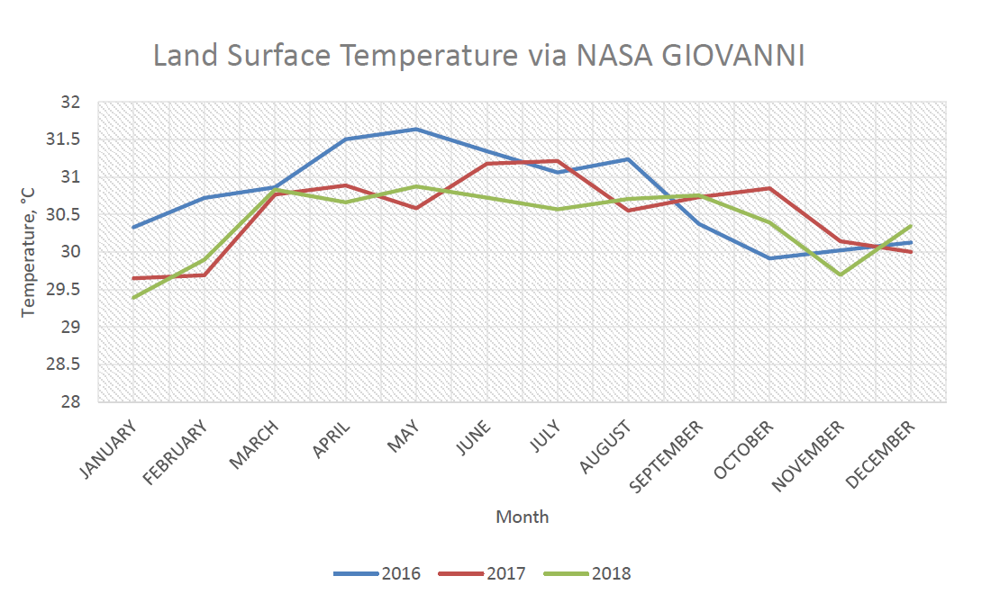 Land Surface Temperature via NASA GIOVANNI
32
31.5
31
30.5
30
29.5
29
28.5
28
Temperature, °C
JANUARY
FEBRUARY
MARCH
APRIL
MAY
JUNE
JULY
AUGUST
SEPTEMBER
OCTOBER
NOVEMBER
DECEMBER
Month
2016 2017 2018